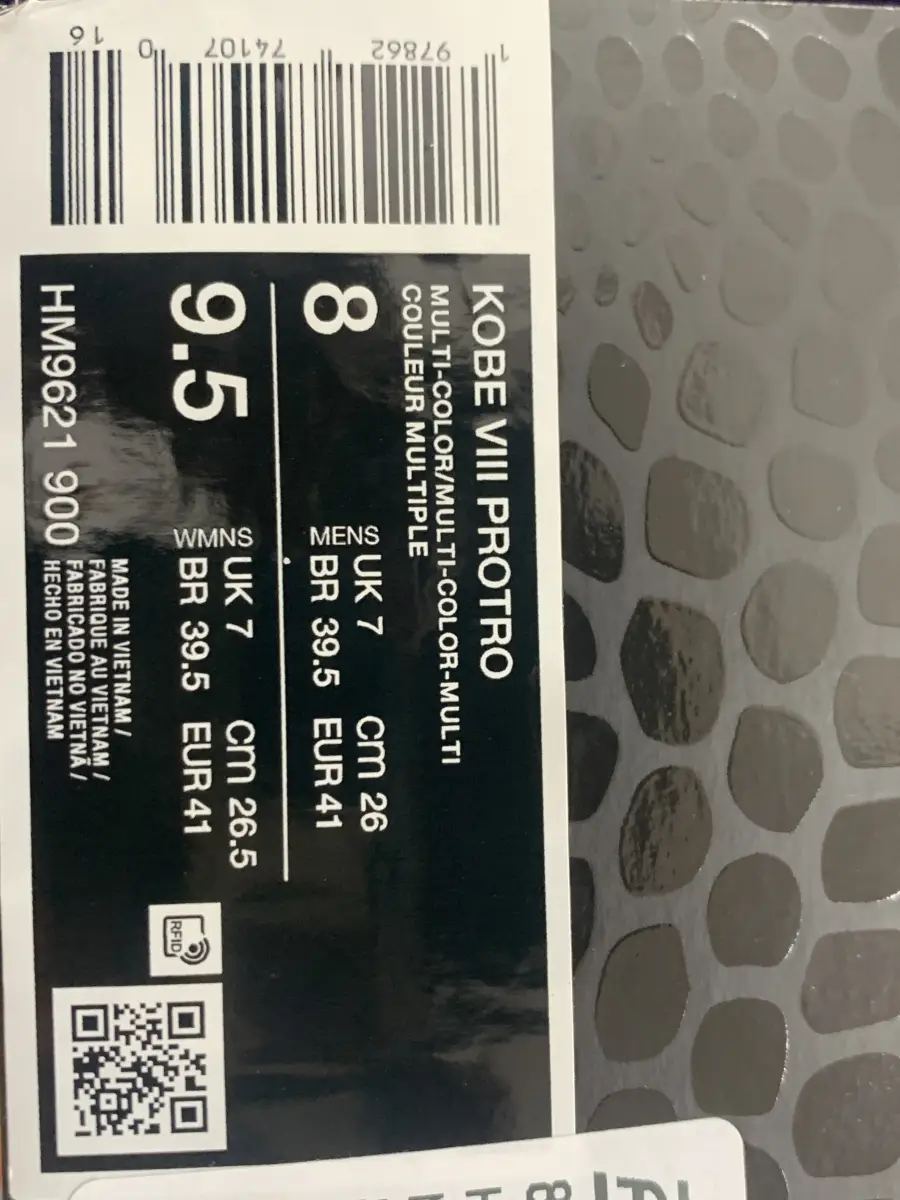 KOBE VIII PROTRO
MULTI-COLOR/MULTI-COLOR-MULTI
COULEUR MULTIPLE
8
MENS
UK 7 cm 26
BR 39.5 EUR 41
9.5
WMNS
UK 7 cm 26.5
BR 39.5 EUR 41
HM9621 900
MADE IN VIETNAM /
FABRIQUE AU VIETNAM /
FABRICADO NO VIETNÃ /
HECHO EN VIETNAM
RFID
1 97862 74107 0 16